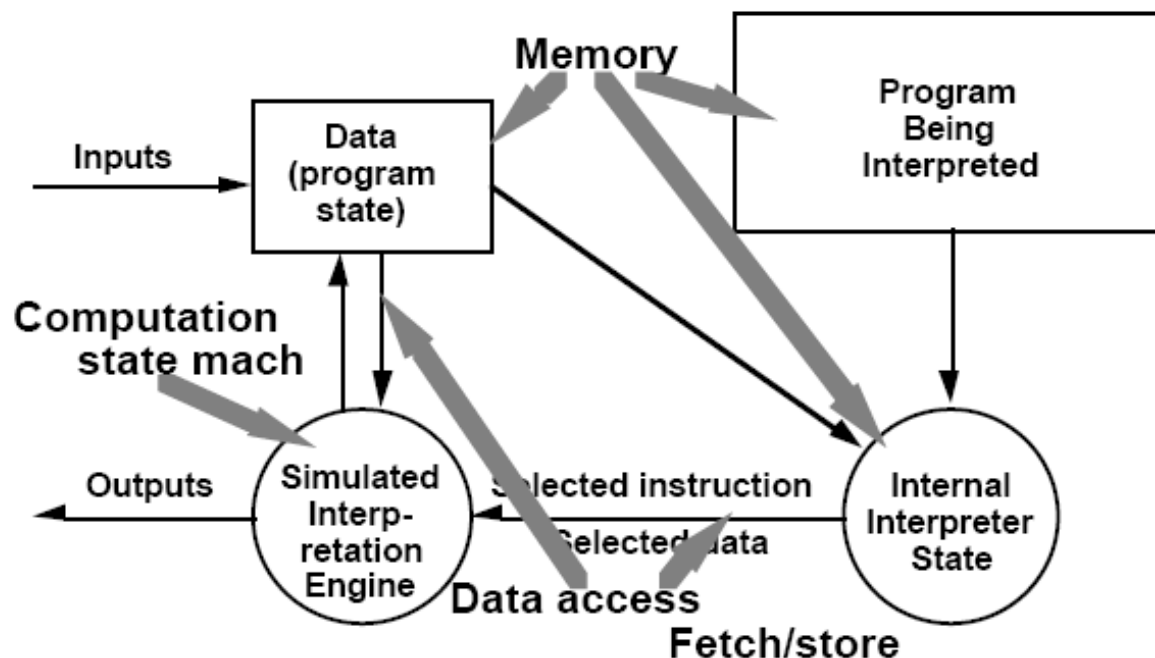 Memory
Program
Being
Interpreted
Data
(program
state)
Inputs
Computation
state mach
Simulated
Interp-
retation
Engine
Outputs
Selected instruction
Selected data
Internal
Interpreter
State
Data access
Fetch/store